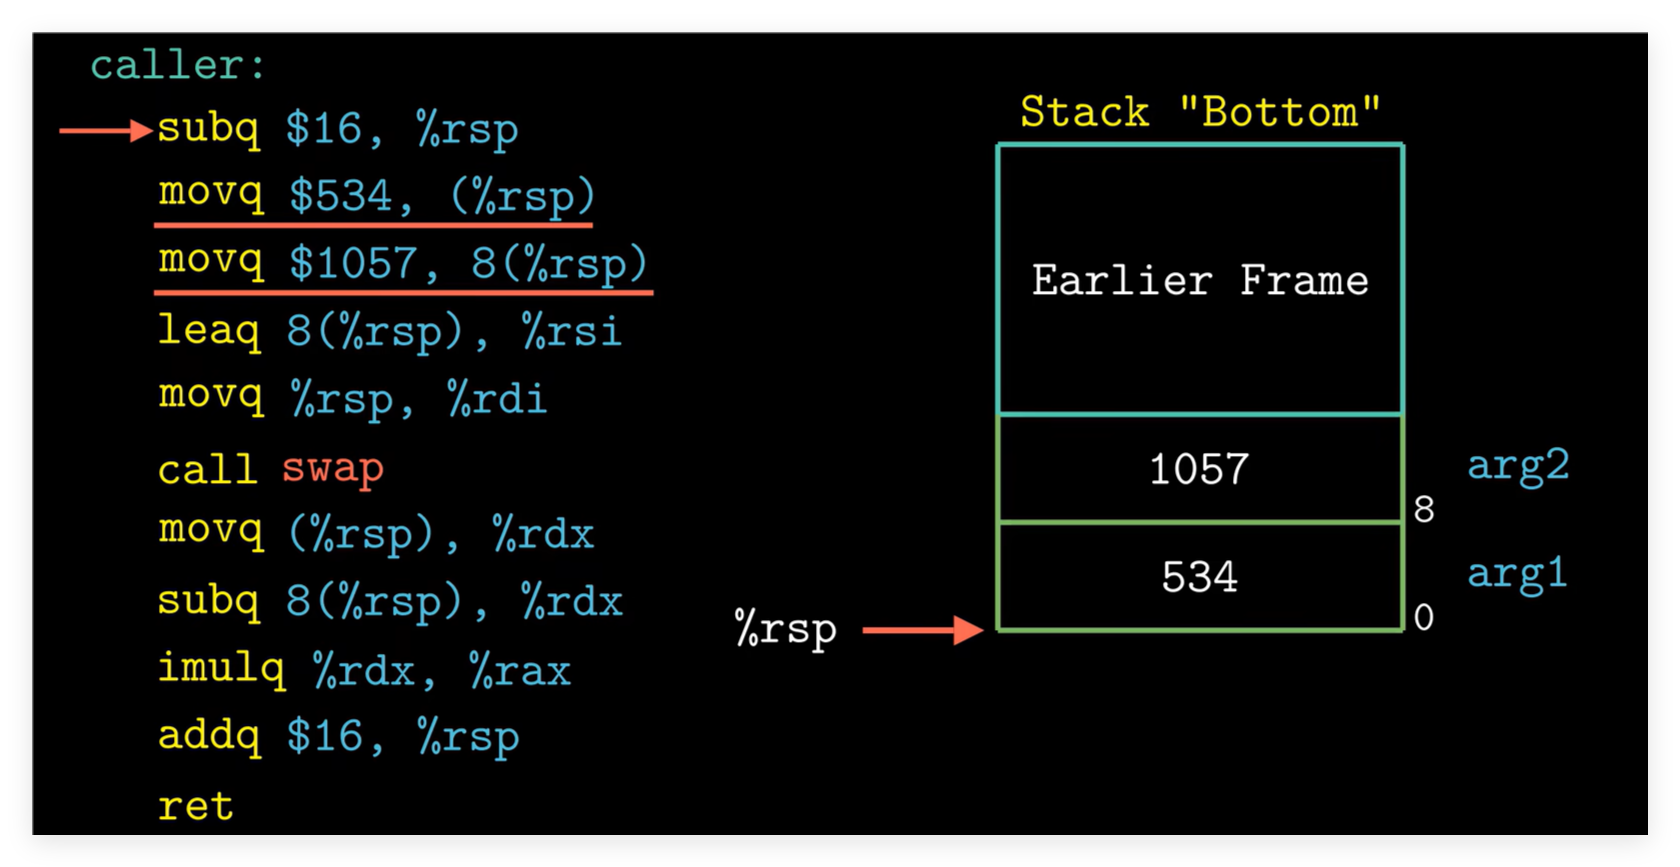 caller:
subq $16, %rsp
movq $534, (%rsp)
movq $1057, 8(%rsp)
leaq 8(%rsp), %rsi
movq %rsp, %rdi
call swap
movq (%rsp), %rdx
subq 8(%rsp), %rdx
imulq %rdx, %rax
addq $16, %rsp
ret
Stack "Bottom"
Earlier Frame
1057
arg2
8
534
arg1
0
%rsp